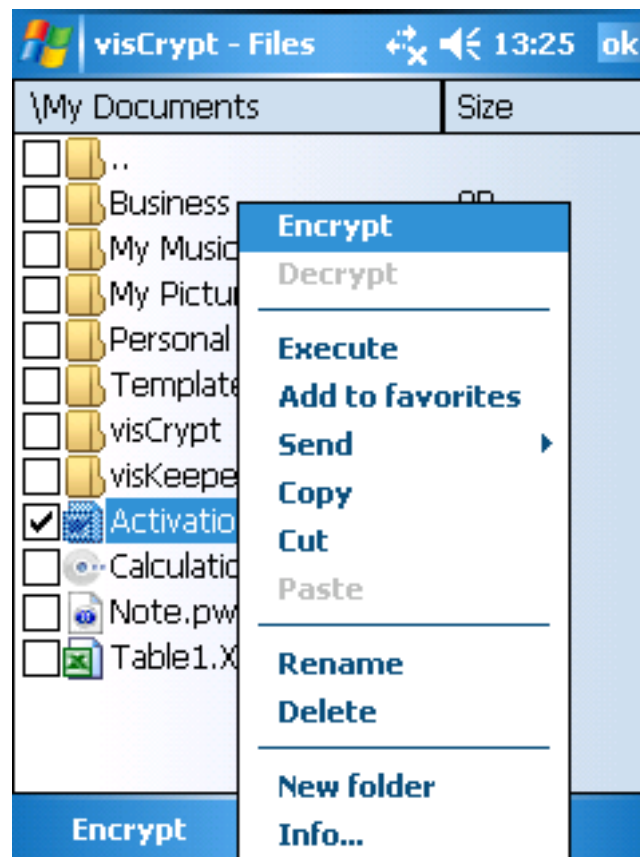 visCrypt - Files 13:25 ok
\My Documents Size
..
Business
My Music
My Pictu
Personal
Template
visCrypt
visKeepe
Activatio
Calculatio
Note.pw
Table1.X
Encrypt
Decrypt
Execute
Add to favorites
Send
Copy
Cut
Paste
Rename
Delete
New folder
Info...
Encrypt